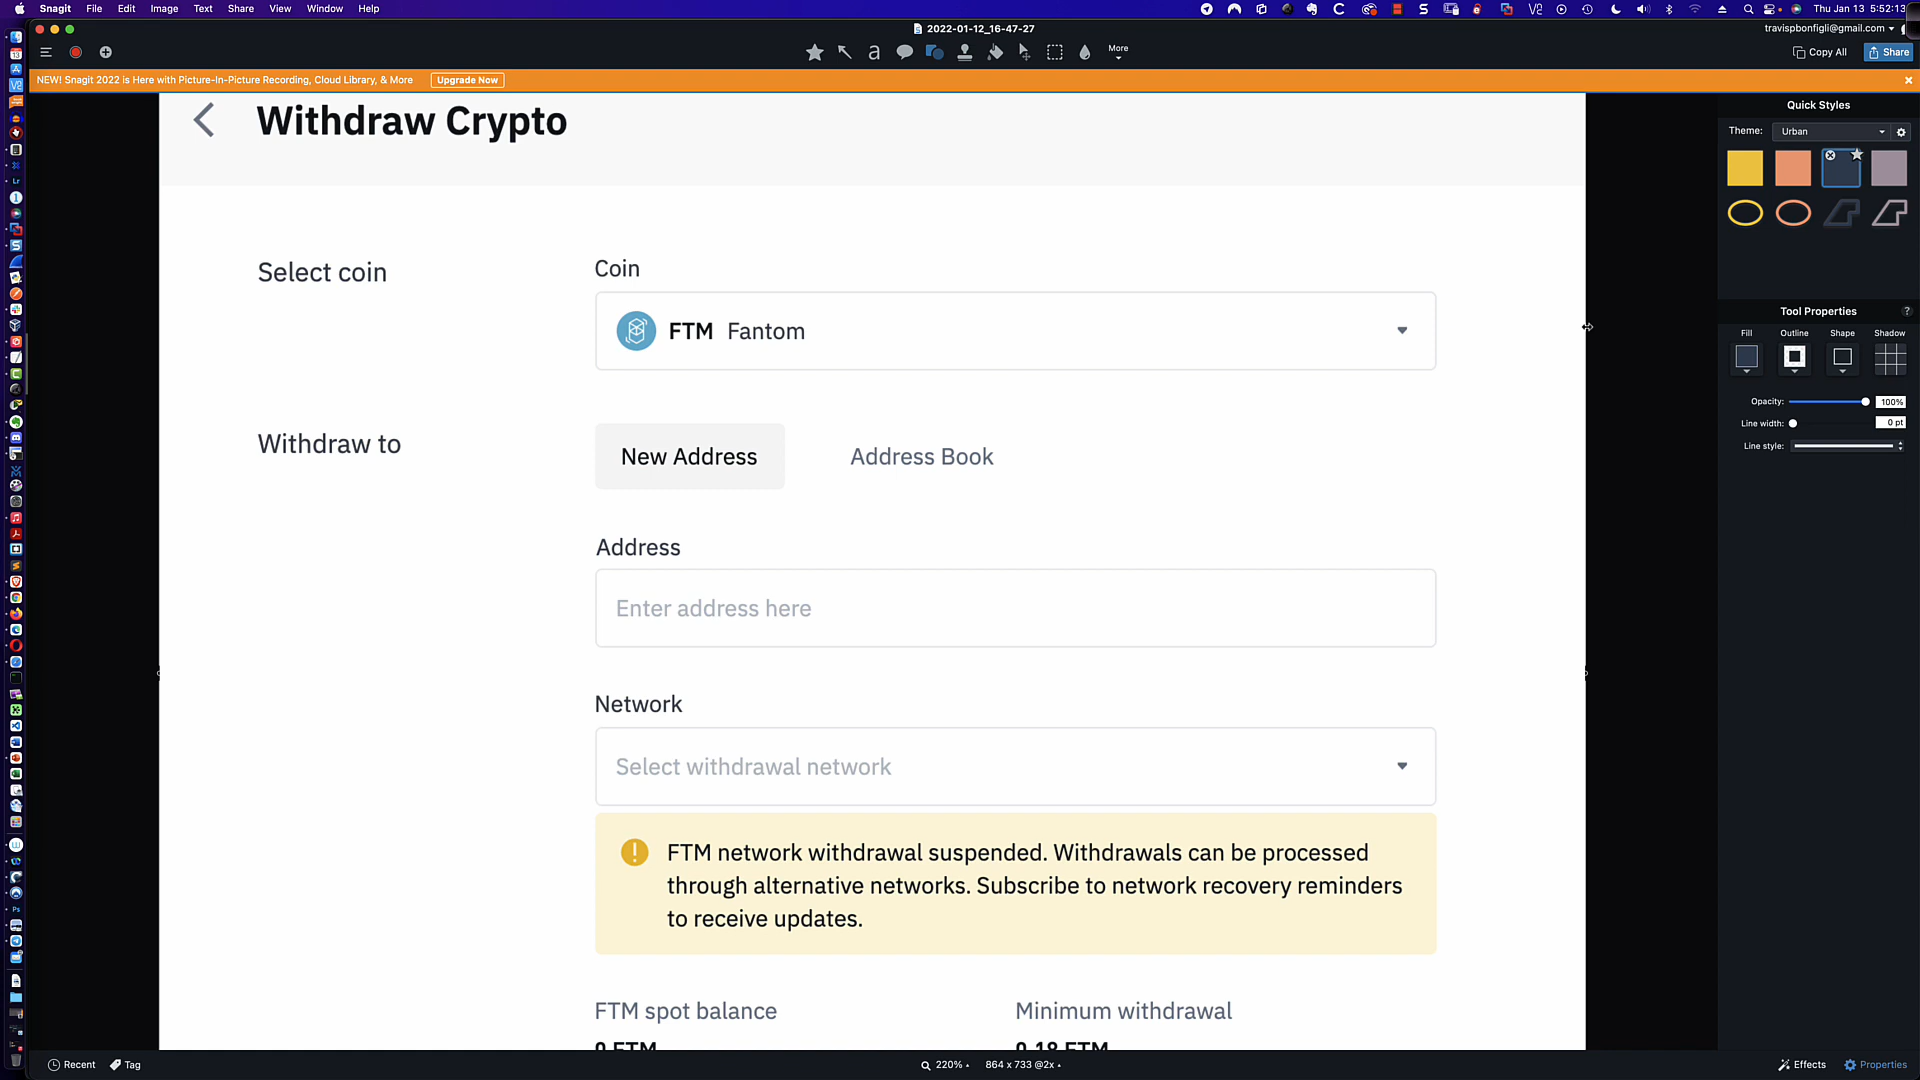 Snagit File Edit Image Text Share View Window Help
Thu Jan 13 5:52:13
2022-01-12_16-47-27
travispbonfigli@gmail.com
More
Copy All
Share
NEW! Snagit 2022 is Here with Picture-In-Picture Recording, Cloud Library, & More
Upgrade Now
Withdraw Crypto
Quick Styles
Theme: Urban
Select coin
Coin
FTM Fantom
Tool Properties
Fill Outline Shape Shadow
Opacity: 100%
Line width: 0 pt
Line style:
Withdraw to
New Address
Address Book
Address
Enter address here
Network
Select withdrawal network
FTM network withdrawal suspended. Withdrawals can be processed
through alternative networks. Subscribe to network recovery reminders
to receive updates.
FTM spot balance
Minimum withdrawal
0 FTM
0.18 FTM
Recent
Tag
220%
864 x 733 @2x
Effects
Properties